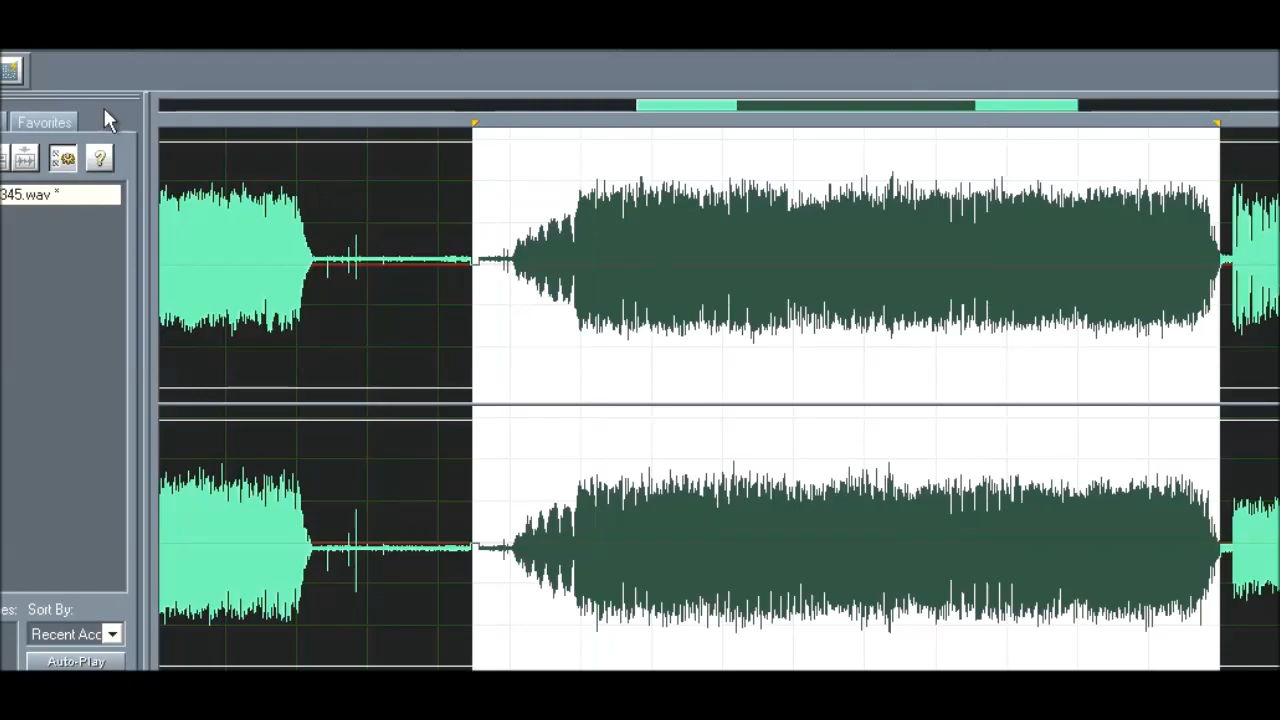 Favorites
?
345.wav *
es: Sort By:
Recent Acc
Auto-Play